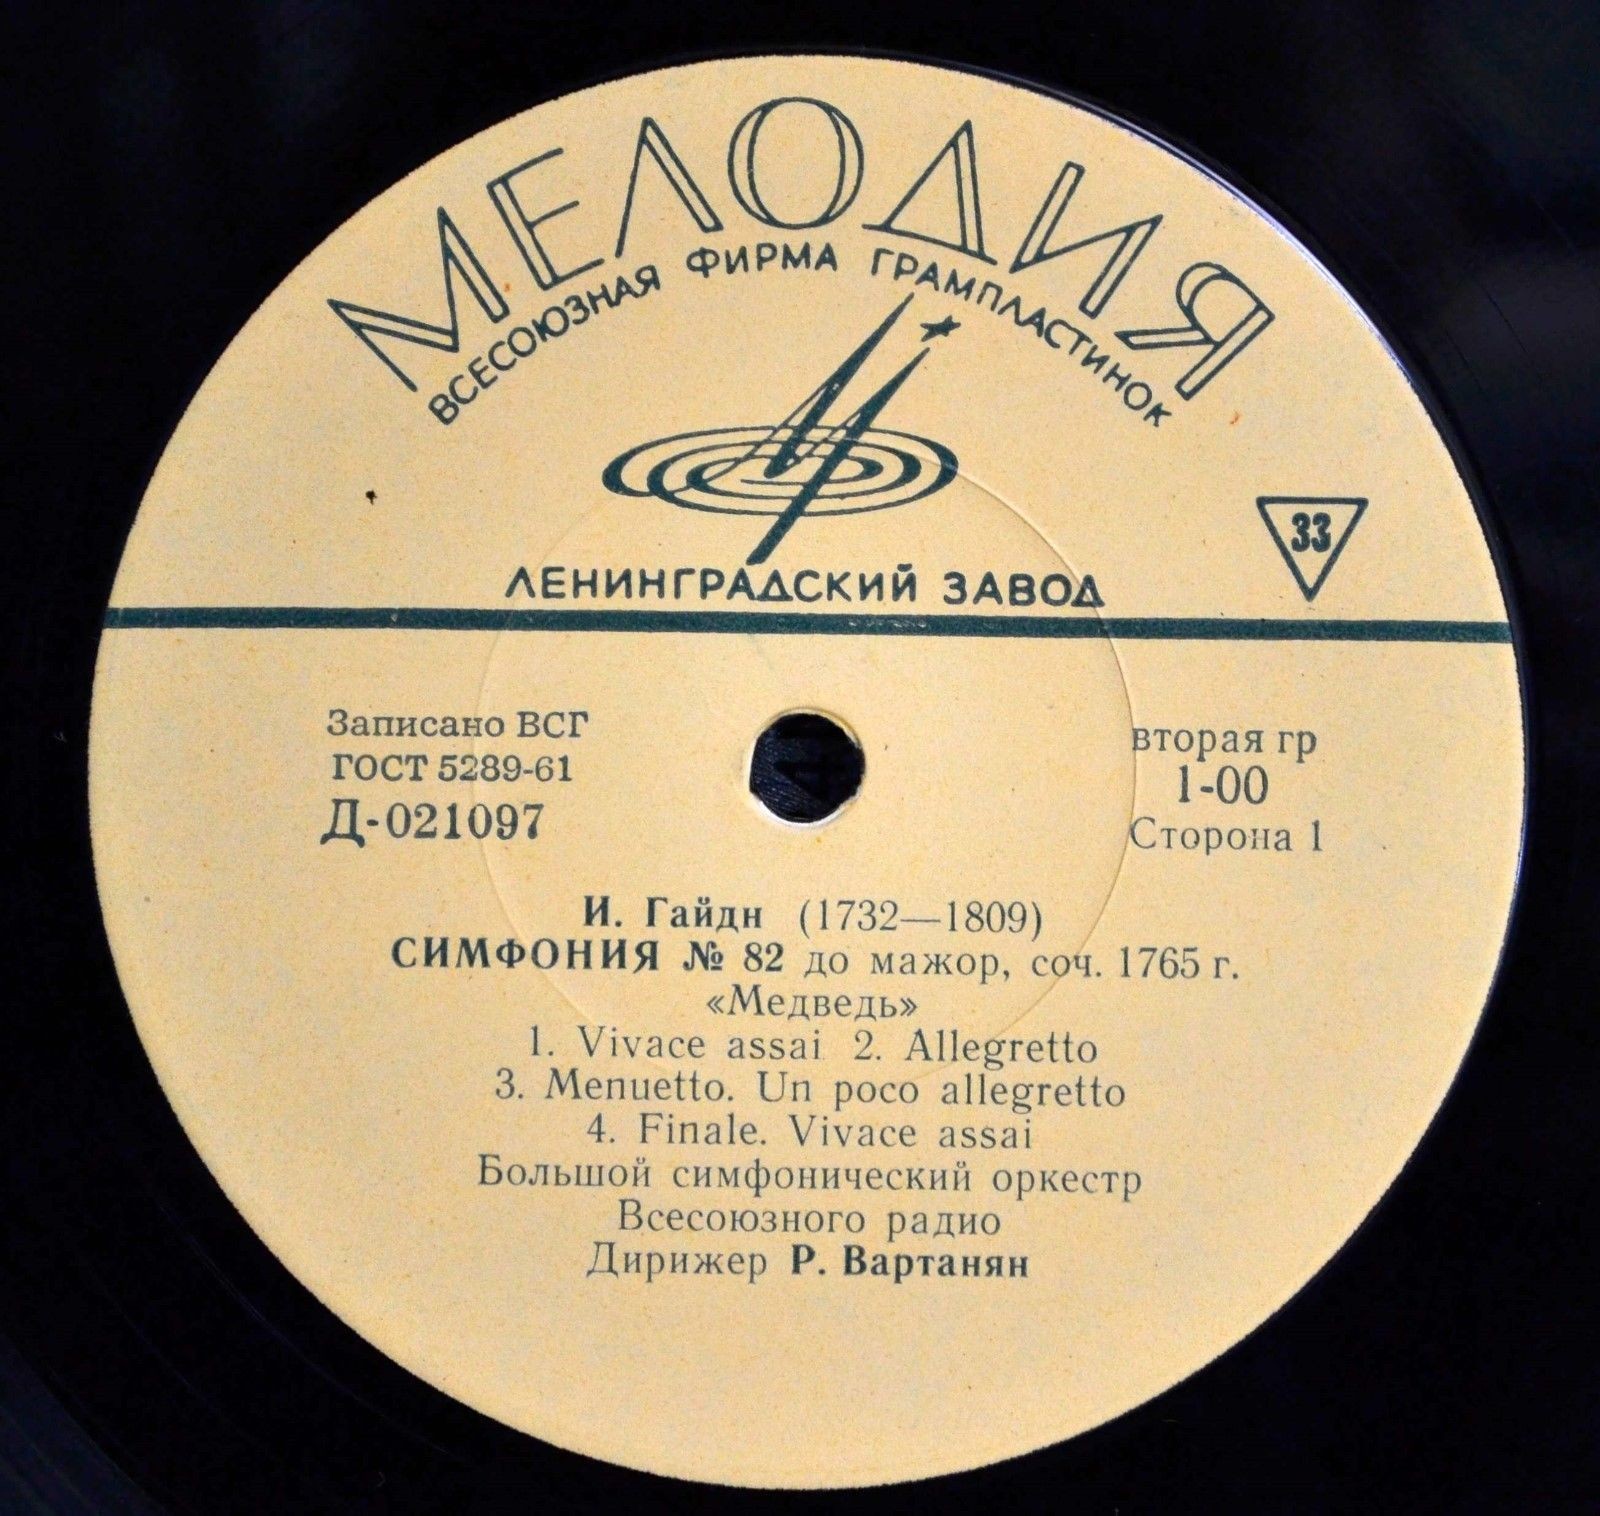 МЕЛОДИЯ
ВСЕСОЮЗНАЯ ФИРМА ГРАМПЛАСТИНОК
33
ЛЕНИНГРАДСКИЙ ЗАВОД
Записано ВСГ
ГОСТ 5289-61
Д-021097
вторая гр
1-00
Сторона 1
И. Гайдн (1732—1809)
СИМФОНИЯ № 82 до мажор, соч. 1765 г.
«Медведь»
1. Vivace assai 2. Allegretto
3. Menuetto. Un poco allegretto
4. Finale. Vivace assai
Большой симфонический оркестр
Всесоюзного радио
Дирижер Р. Вартанян